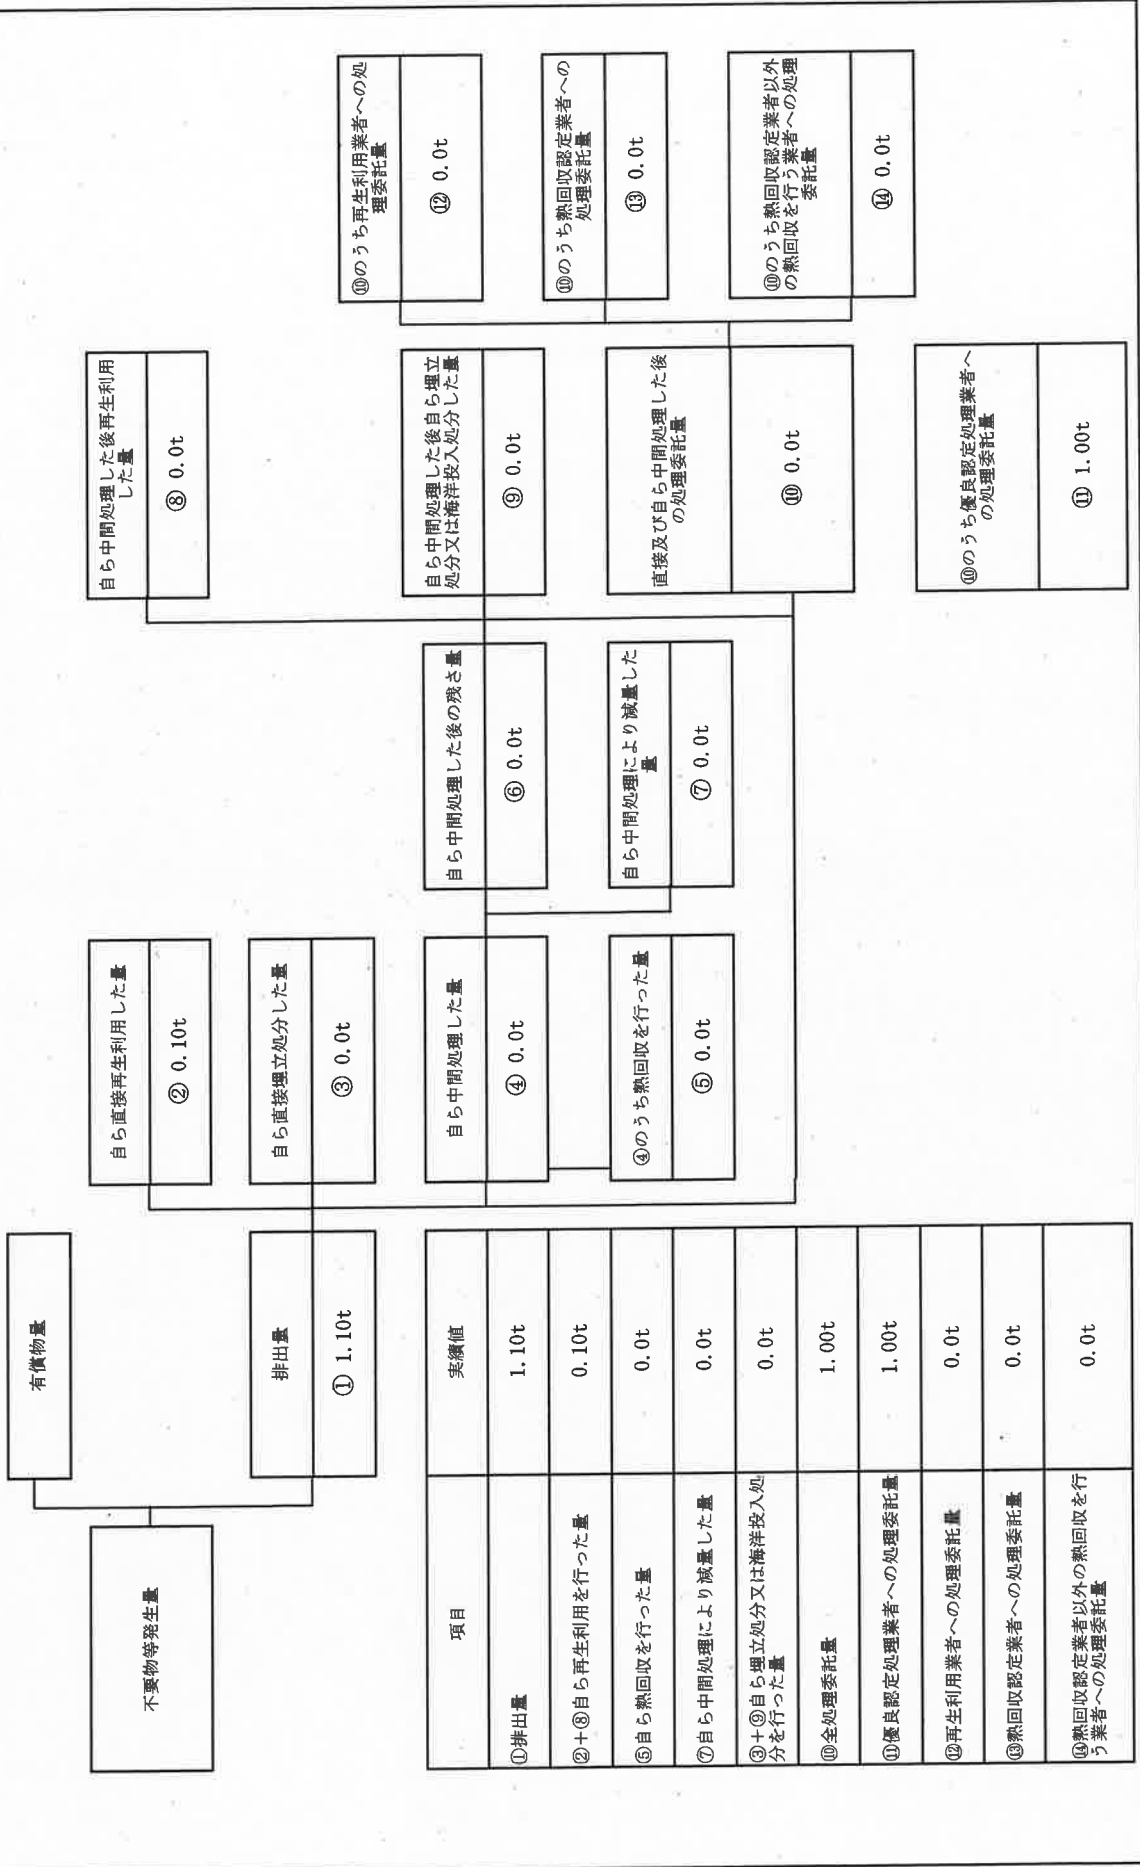 有償物量
不要物等発生量
排出量
① 1.10t
自ら直接再生利用した量
② 0.10t
自ら直接埋立処分した量
③ 0.0t
自ら中間処理した量
④ 0.0t
④のうち熱回収を行った量
⑤ 0.0t
自ら中間処理した後の残さ量
⑥ 0.0t
自ら中間処理により減量した
量
⑦ 0.0t
自ら中間処理した後再生利用
した量
⑧ 0.0t
自ら中間処理した後自ら埋立
処分又は海洋投入処分した量
⑨ 0.0t
直接及び自ら中間処理した後
の処理委託量
⑩ 0.0t
⑩のうち優良認定処理業者へ
の処理委託量
⑪ 1.00t
⑩のうち再生利用業者への処
理委託量
⑫ 0.0t
⑩のうち熱回収認定業者への
処理委託量
⑬ 0.0t
⑩のうち熱回収認定業者以外
の熱回収を行う業者への処理
委託量
⑭ 0.0t
項目 実績値
①排出量 1.10t
②+⑧自ら再生利用を行った量 0.10t
⑤自ら熱回収を行った量 0.0t
⑦自ら中間処理により減量した量 0.0t
③+⑨自ら埋立処分又は海洋投入処
分を行った量 0.0t
⑩全処理委託量 1.00t
⑪優良認定処理業者への処理委託量 1.00t
⑫再生利用業者への処理委託量 0.0t
⑬熱回収認定業者への処理委託量 0.0t
⑭熱回収認定業者以外の熱回収を行
う業者への処理委託量 0.0t